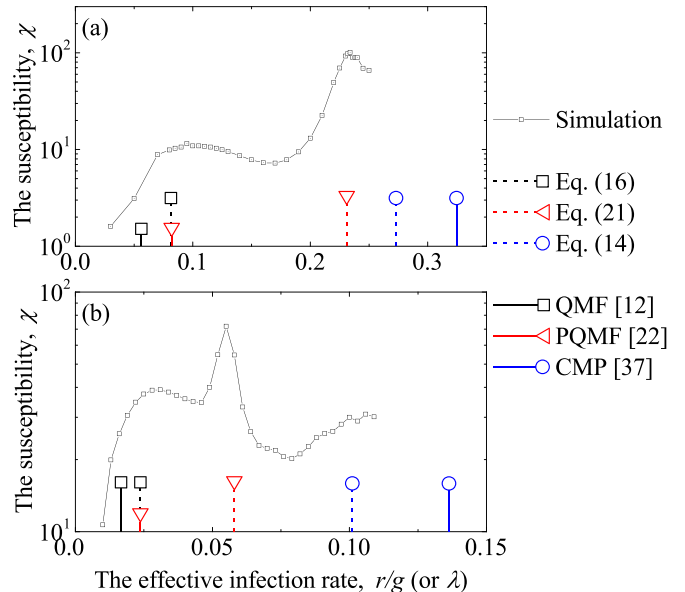 (a)
The susceptibility, χ
10²
10¹
10⁰
0.0 0.1 0.2 0.3
Simulation
Eq. (16)
Eq. (21)
Eq. (14)
(b)
The susceptibility, χ
10²
10¹
0.0 0.05 0.10 0.15
The effective infection rate, r/g (or λ)
QMF [12]
PQMF [22]
CMP [37]